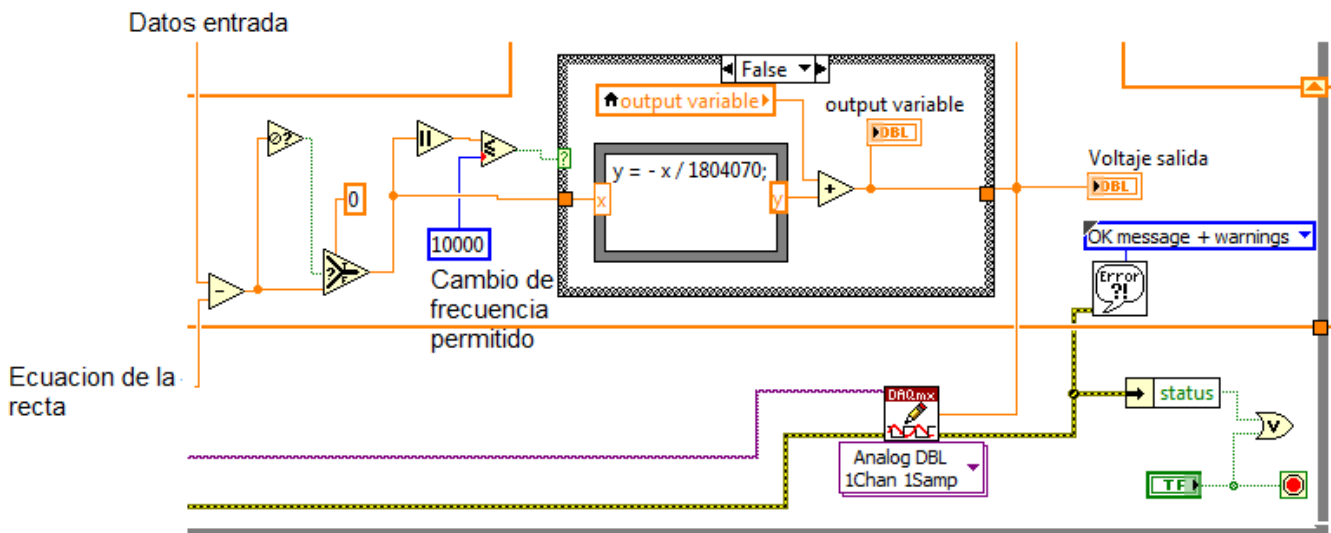 Datos entrada
False
output variable
output variable
DBL
y = - x / 1804070;
x
y
0
10000
Cambio de
frecuencia
permitido
Voltaje salida
DBL
OK message + warnings
Error
?!
Ecuacion de la
recta
DAQmx
Analog DBL
1Chan 1Samp
status
TF